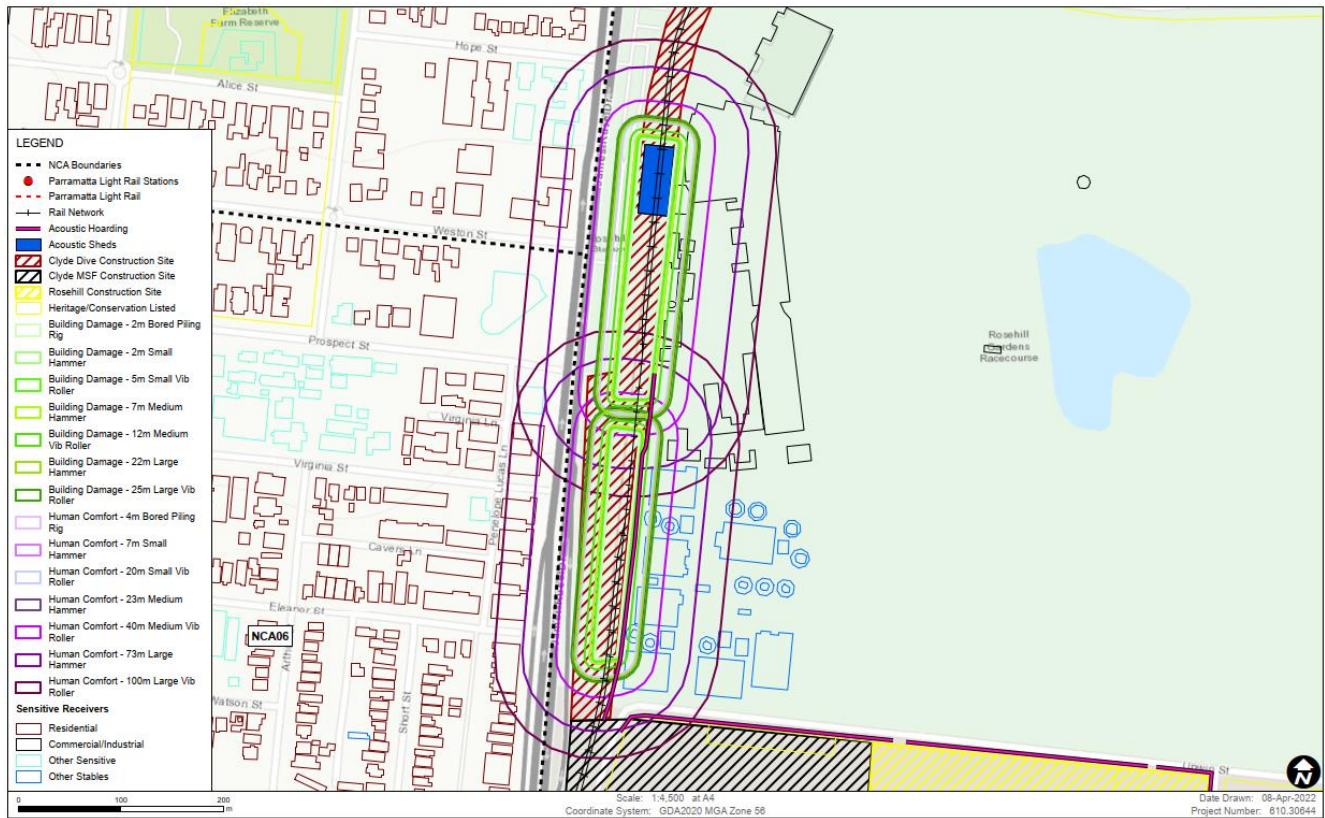 Elizabeth
Farm Reserve
Hope St
Alice St
Weston St
Prospect St
Virginia Ln
Virginia St
Penelope Lucas Ln
Cavers Ln
Eleanor St
NCA06
Watson St
Short St
Rosehill
Gardens
Racecourse
LEGEND
NCA Boundaries
Parramatta Light Rail Stations
Parramatta Light Rail
Rail Network
Acoustic Hoarding
Acoustic Sheds
Clyde Dive Construction Site
Clyde MSF Construction Site
Rosehill Construction Site
Heritage/Conservation Listed
Building Damage - 2m Bored Piling
Rig
Building Damage - 2m Small
Hammer
Building Damage - 5m Small Vib
Roller
Building Damage - 7m Medium
Hammer
Building Damage - 12m Medium
Vib Roller
Building Damage - 22m Large
Hammer
Building Damage - 25m Large Vib
Roller
Human Comfort - 4m Bored Piling
Rig
Human Comfort - 7m Small
Hammer
Human Comfort - 20m Small Vib
Roller
Human Comfort - 23m Medium
Hammer
Human Comfort - 40m Medium Vib
Roller
Human Comfort - 73m Large
Hammer
Human Comfort - 100m Large Vib
Roller
Sensitive Receivers
Residential
Commercial/Industrial
Other Sensitive
Other Stables
0 100 200
m
Scale: 1:4,500 at A4
Coordinate System: GDA2020 MGA Zone 56
N
Date Drawn: 08-Apr-2022
Project Number: 610.30644